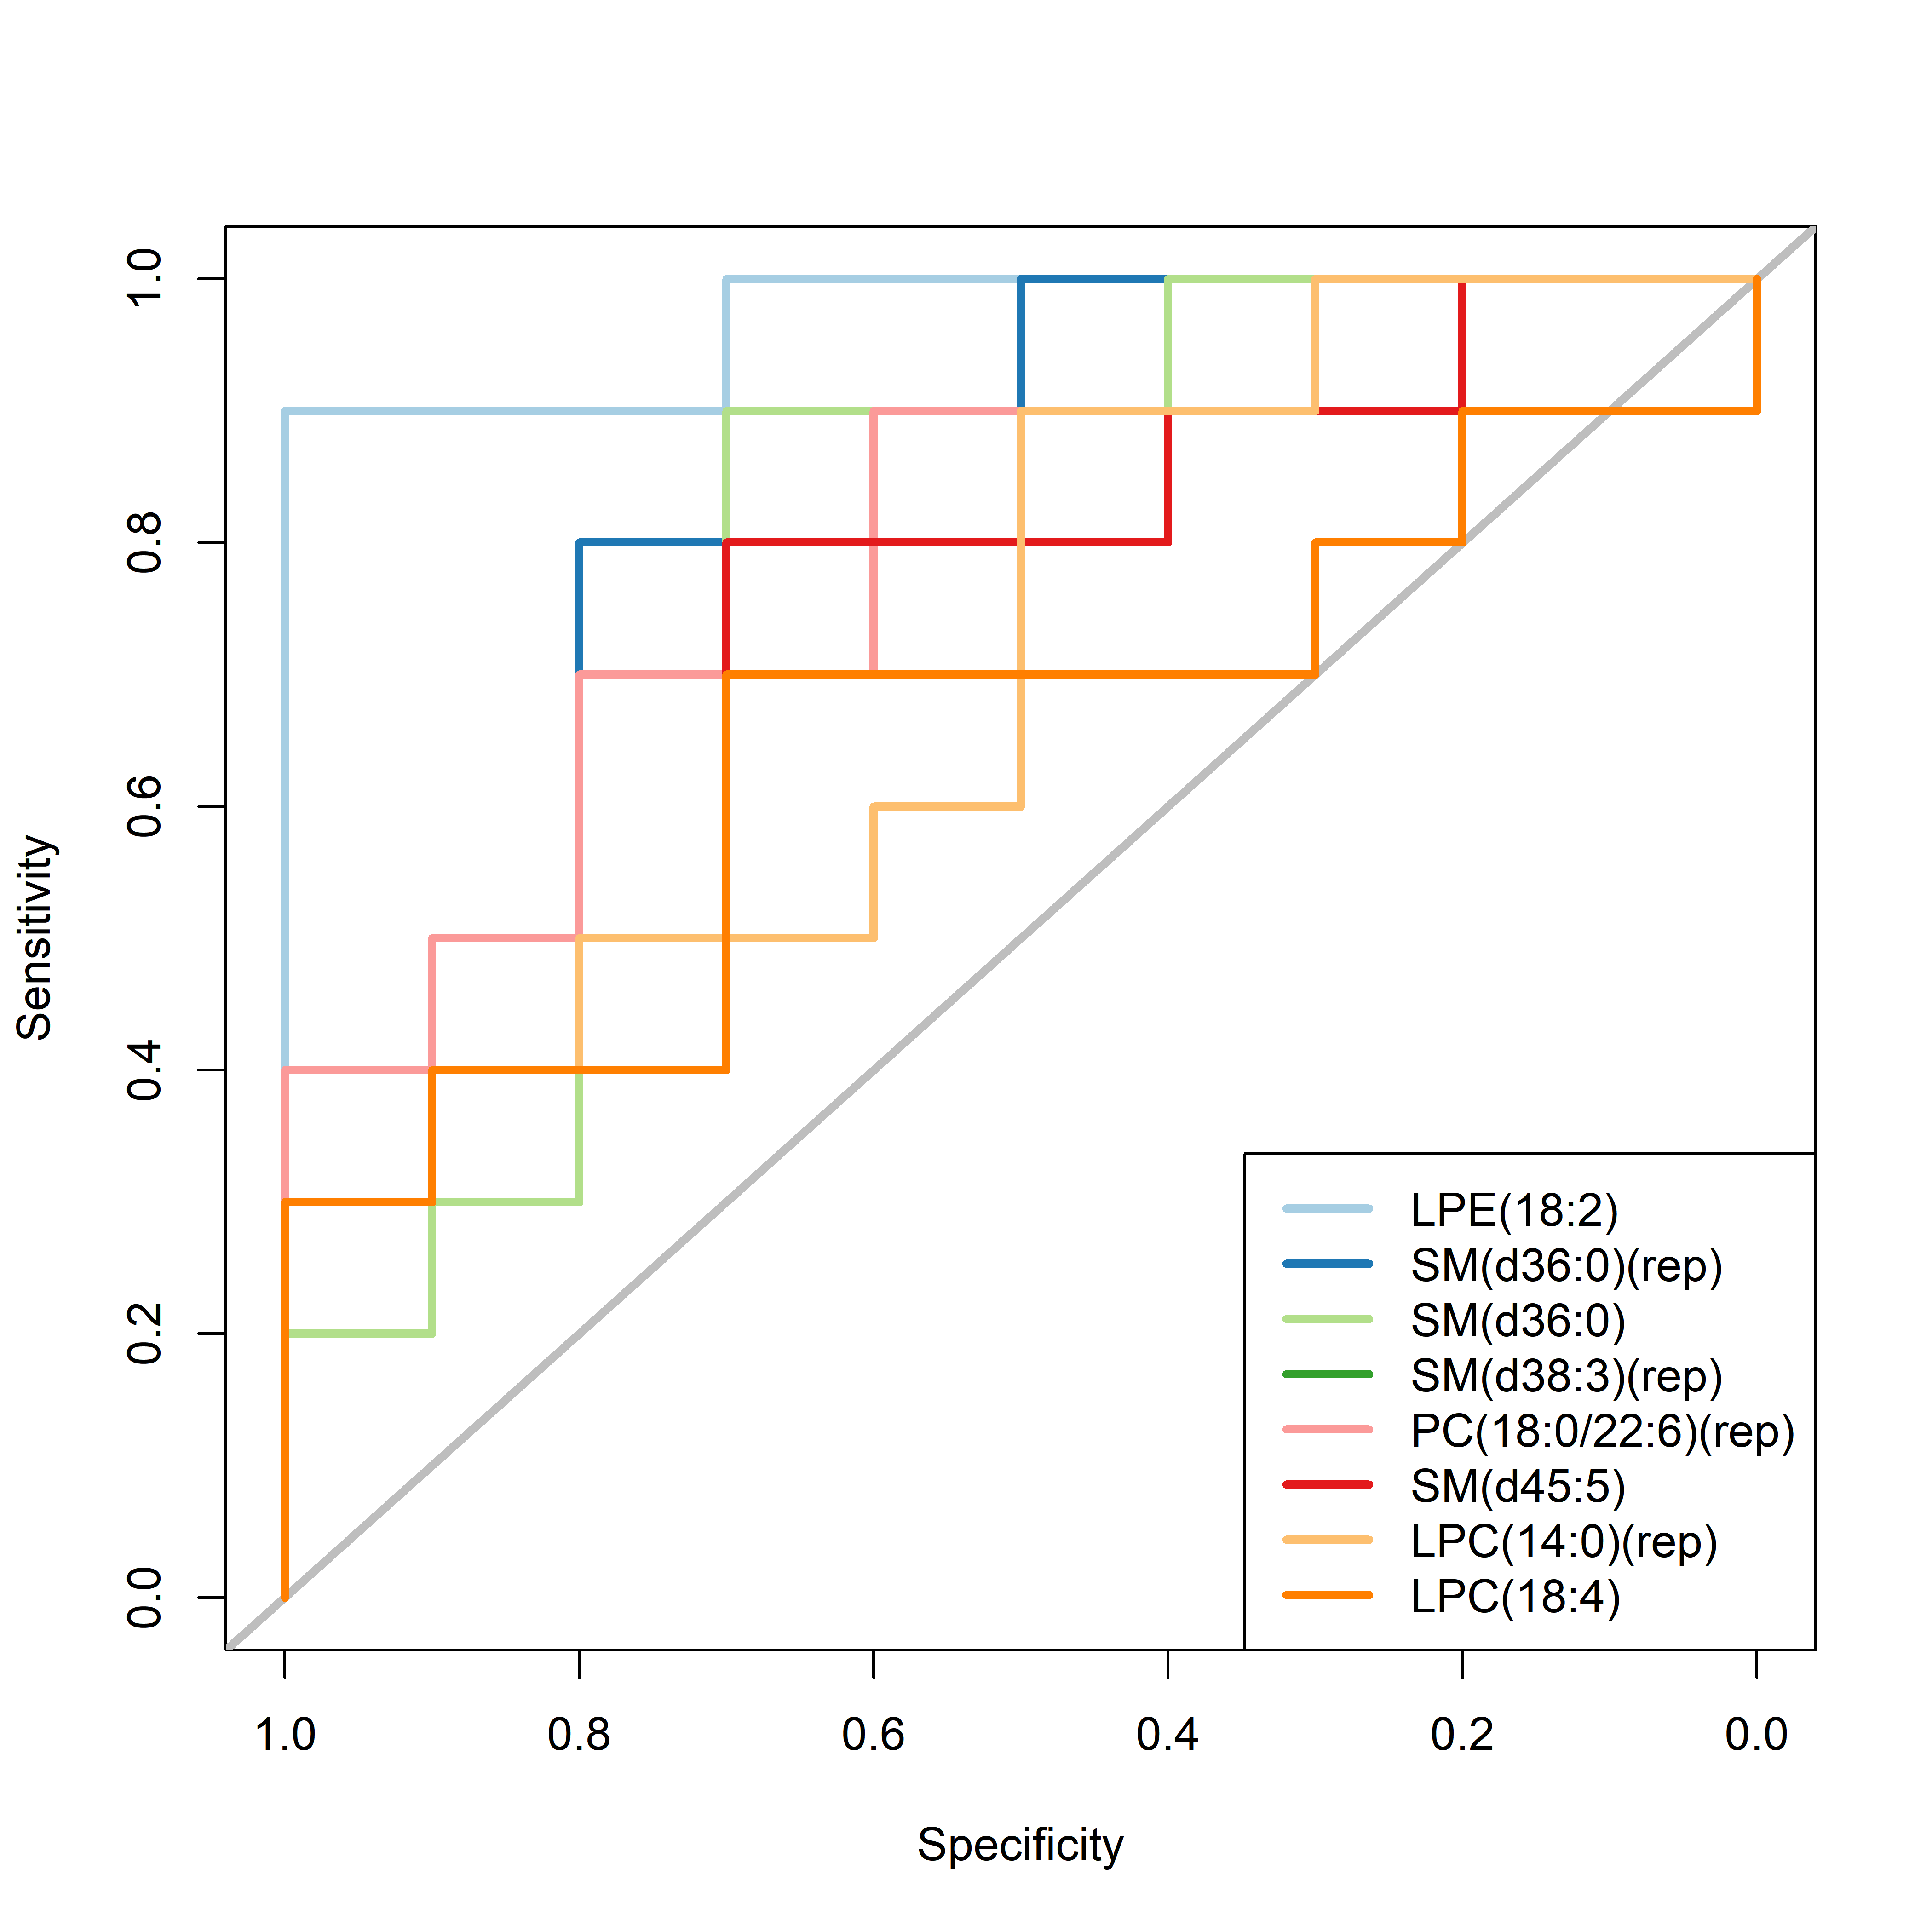 Sensitivity
1.0
0.8
0.6
0.4
0.2
0.0
LPE(18:2)
SM(d36:0)(rep)
SM(d36:0)
SM(d38:3)(rep)
PC(18:0/22:6)(rep)
SM(d45:5)
LPC(14:0)(rep)
LPC(18:4)
1.0 0.8 0.6 0.4 0.2 0.0
Specificity